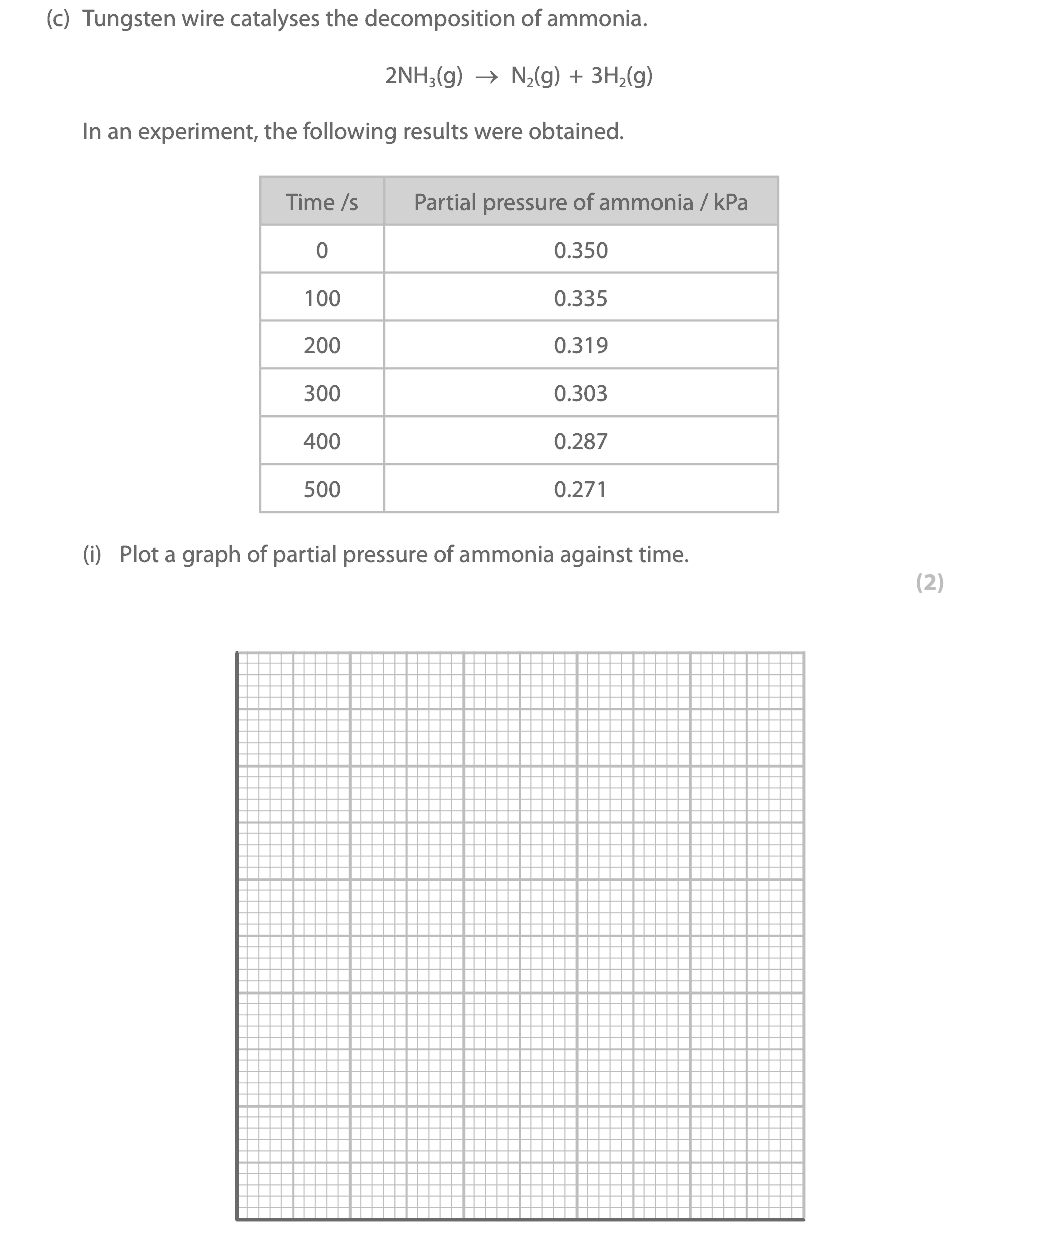 (c) Tungsten wire catalyses the decomposition of ammonia.
2NH₃(g) → N₂(g) + 3H₂(g)
In an experiment, the following results were obtained.
Time /s Partial pressure of ammonia / kPa
0 0.350
100 0.335
200 0.319
300 0.303
400 0.287
500 0.271
(i) Plot a graph of partial pressure of ammonia against time.
(2)